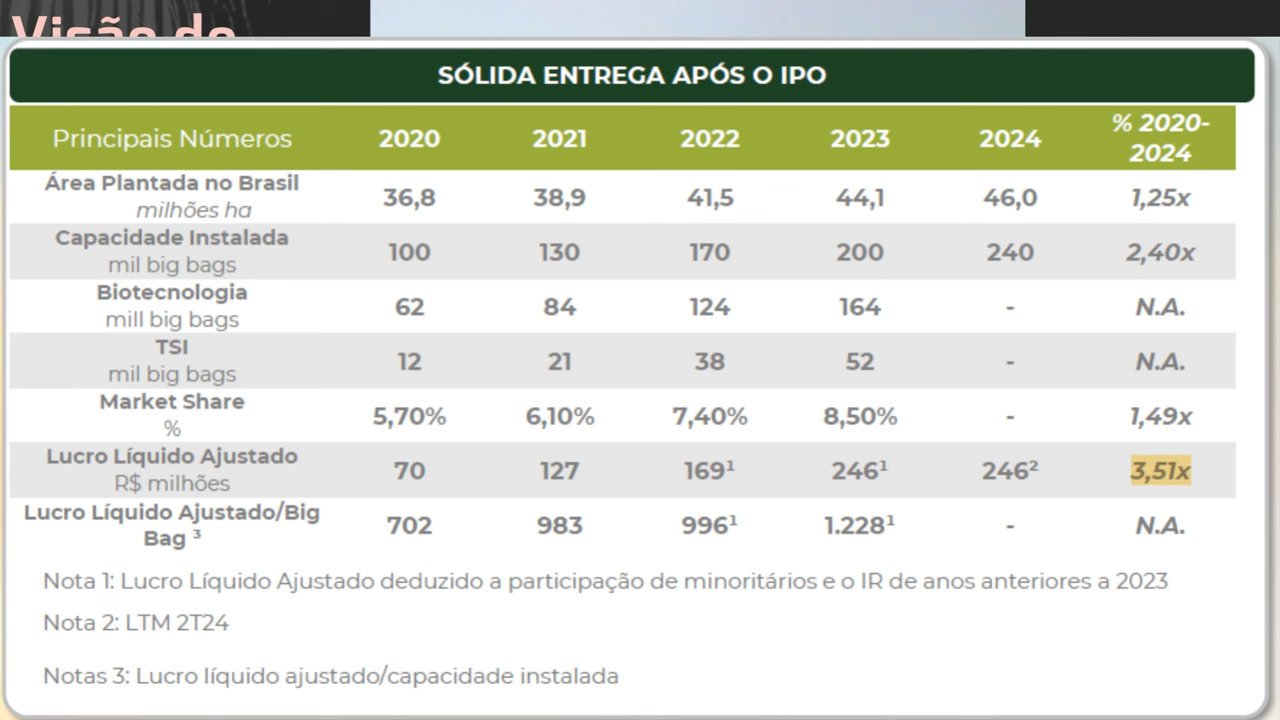 Visão do
SÓLIDA ENTREGA APÓS O IPO
Principais Números 2020 2021 2022 2023 2024 % 2020-2024
Área Plantada no Brasil milhões ha 36,8 38,9 41,5 44,1 46,0 1,25x
Capacidade Instalada mil big bags 100 130 170 200 240 2,40x
Biotecnologia mill big bags 62 84 124 164 - N.A.
TSI mil big bags 12 21 38 52 - N.A.
Market Share % 5,70% 6,10% 7,40% 8,50% - 1,49x
Lucro Líquido Ajustado R$ milhões 70 127 169¹ 246¹ 246² 3,51x
Lucro Líquido Ajustado/Big Bag ³ 702 983 996¹ 1.228¹ - N.A.
Nota 1: Lucro Líquido Ajustado deduzido a participação de minoritários e o IR de anos anteriores a 2023
Nota 2: LTM 2T24
Notas 3: Lucro líquido ajustado/capacidade instalada